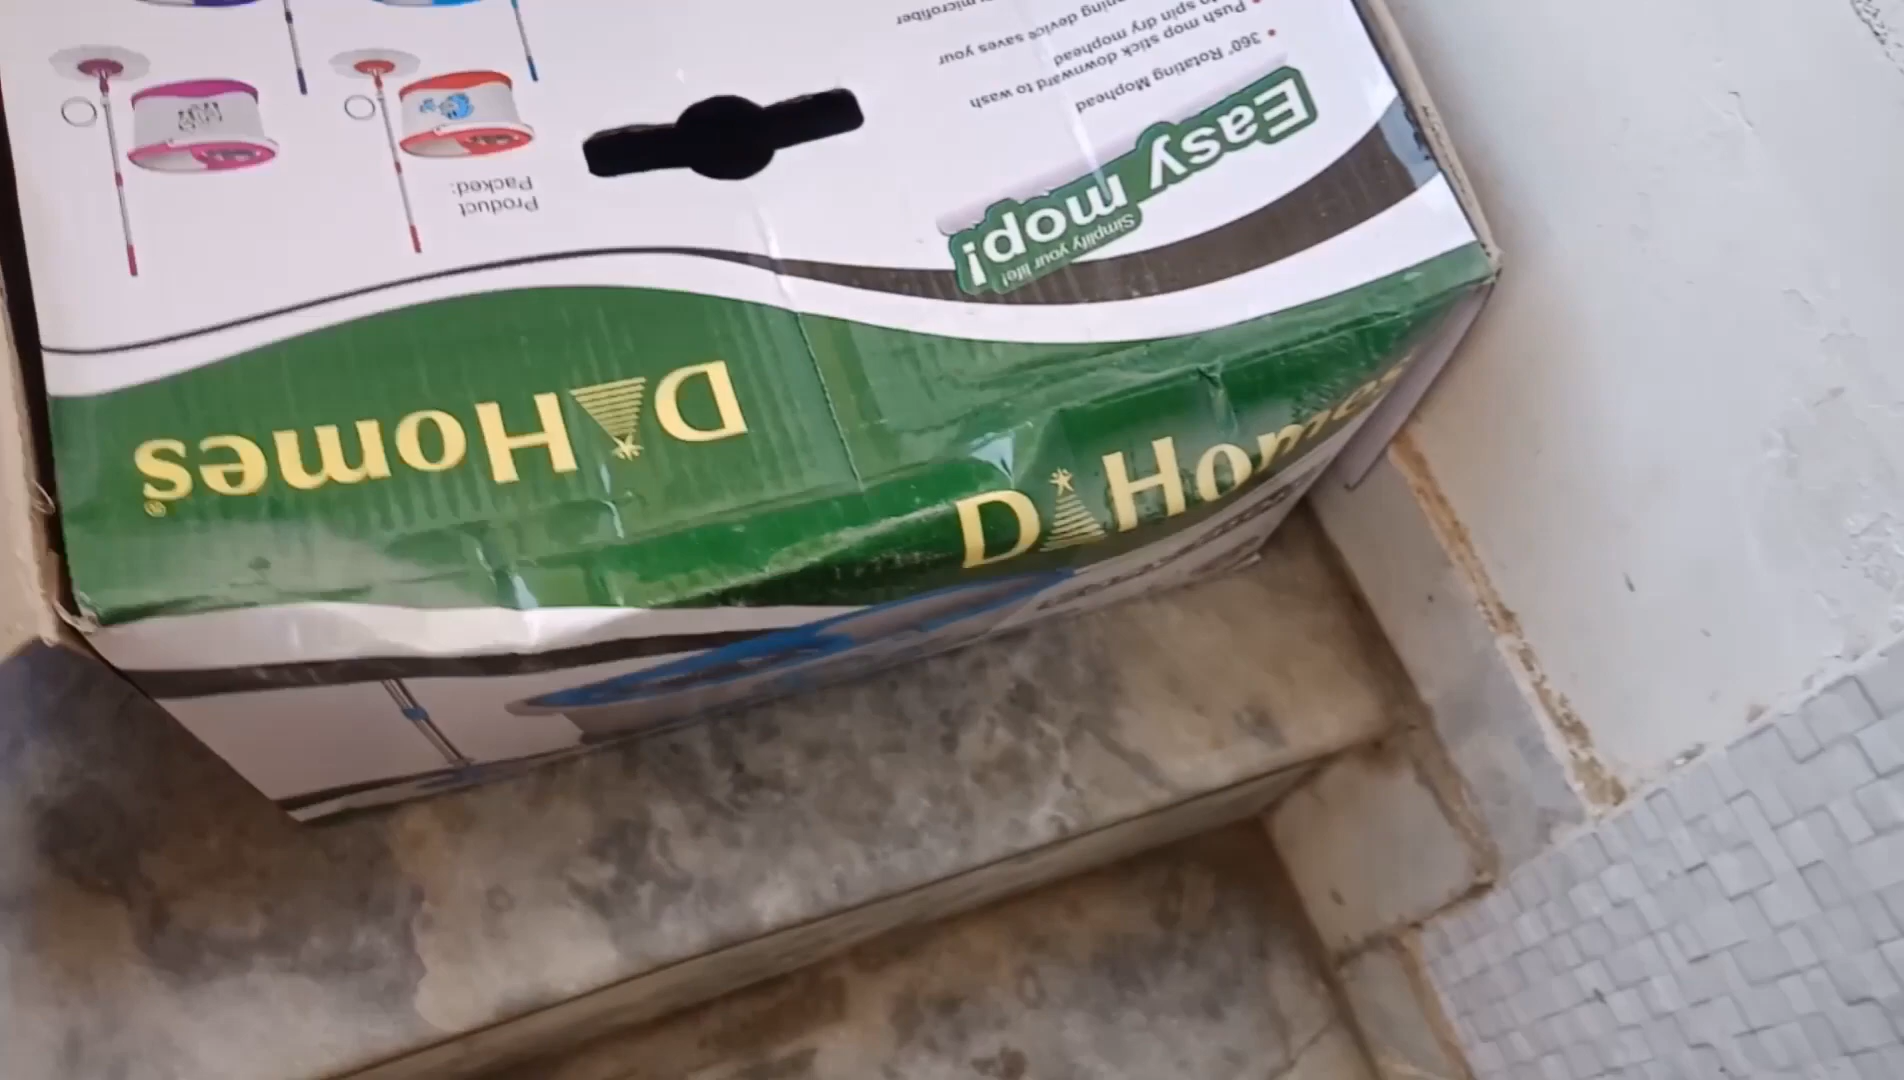 D Homes®
D Homes
Easy mop!
Simplify your life!
• 360° Rotating Mophead
• Push mop stick downward to wash
to spin dry mophead
device® saves your
microfiber
Product
Packed: